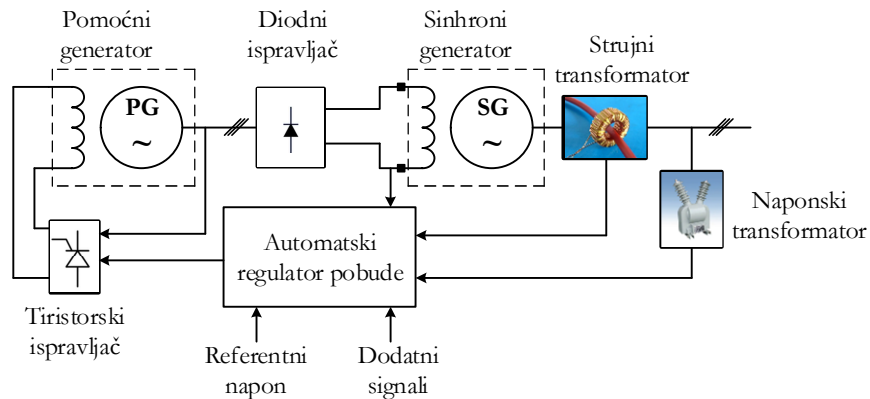 Pomoćni
generator
Diodni
ispravljač
Sinhroni
generator
Strujni
transformator
PG
~
SG
~
Naponski
transformator
Automatski
regulator pobude
Tiristorski
ispravljač
Referentni
napon
Dodatni
signali